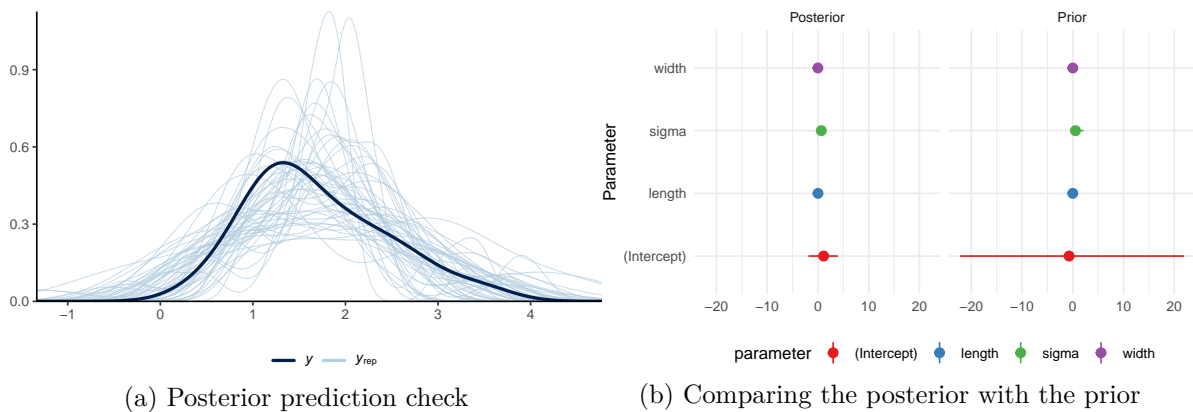 0.9
0.6
0.3
0.0
−1 0 1 2 3 4
y yrep
(a) Posterior prediction check
Posterior Prior
Parameter
width
sigma
length
(Intercept)
−20 −10 0 10 20 −20 −10 0 10 20
parameter (Intercept) length sigma width
(b) Comparing the posterior with the prior